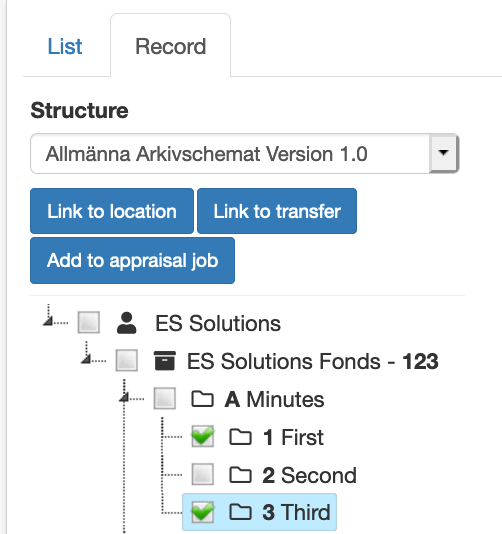 List Record
Structure
Allmänna Arkivschemat Version 1.0
Link to location Link to transfer
Add to appraisal job
ES Solutions
ES Solutions Fonds - 123
A Minutes
1 First
2 Second
3 Third